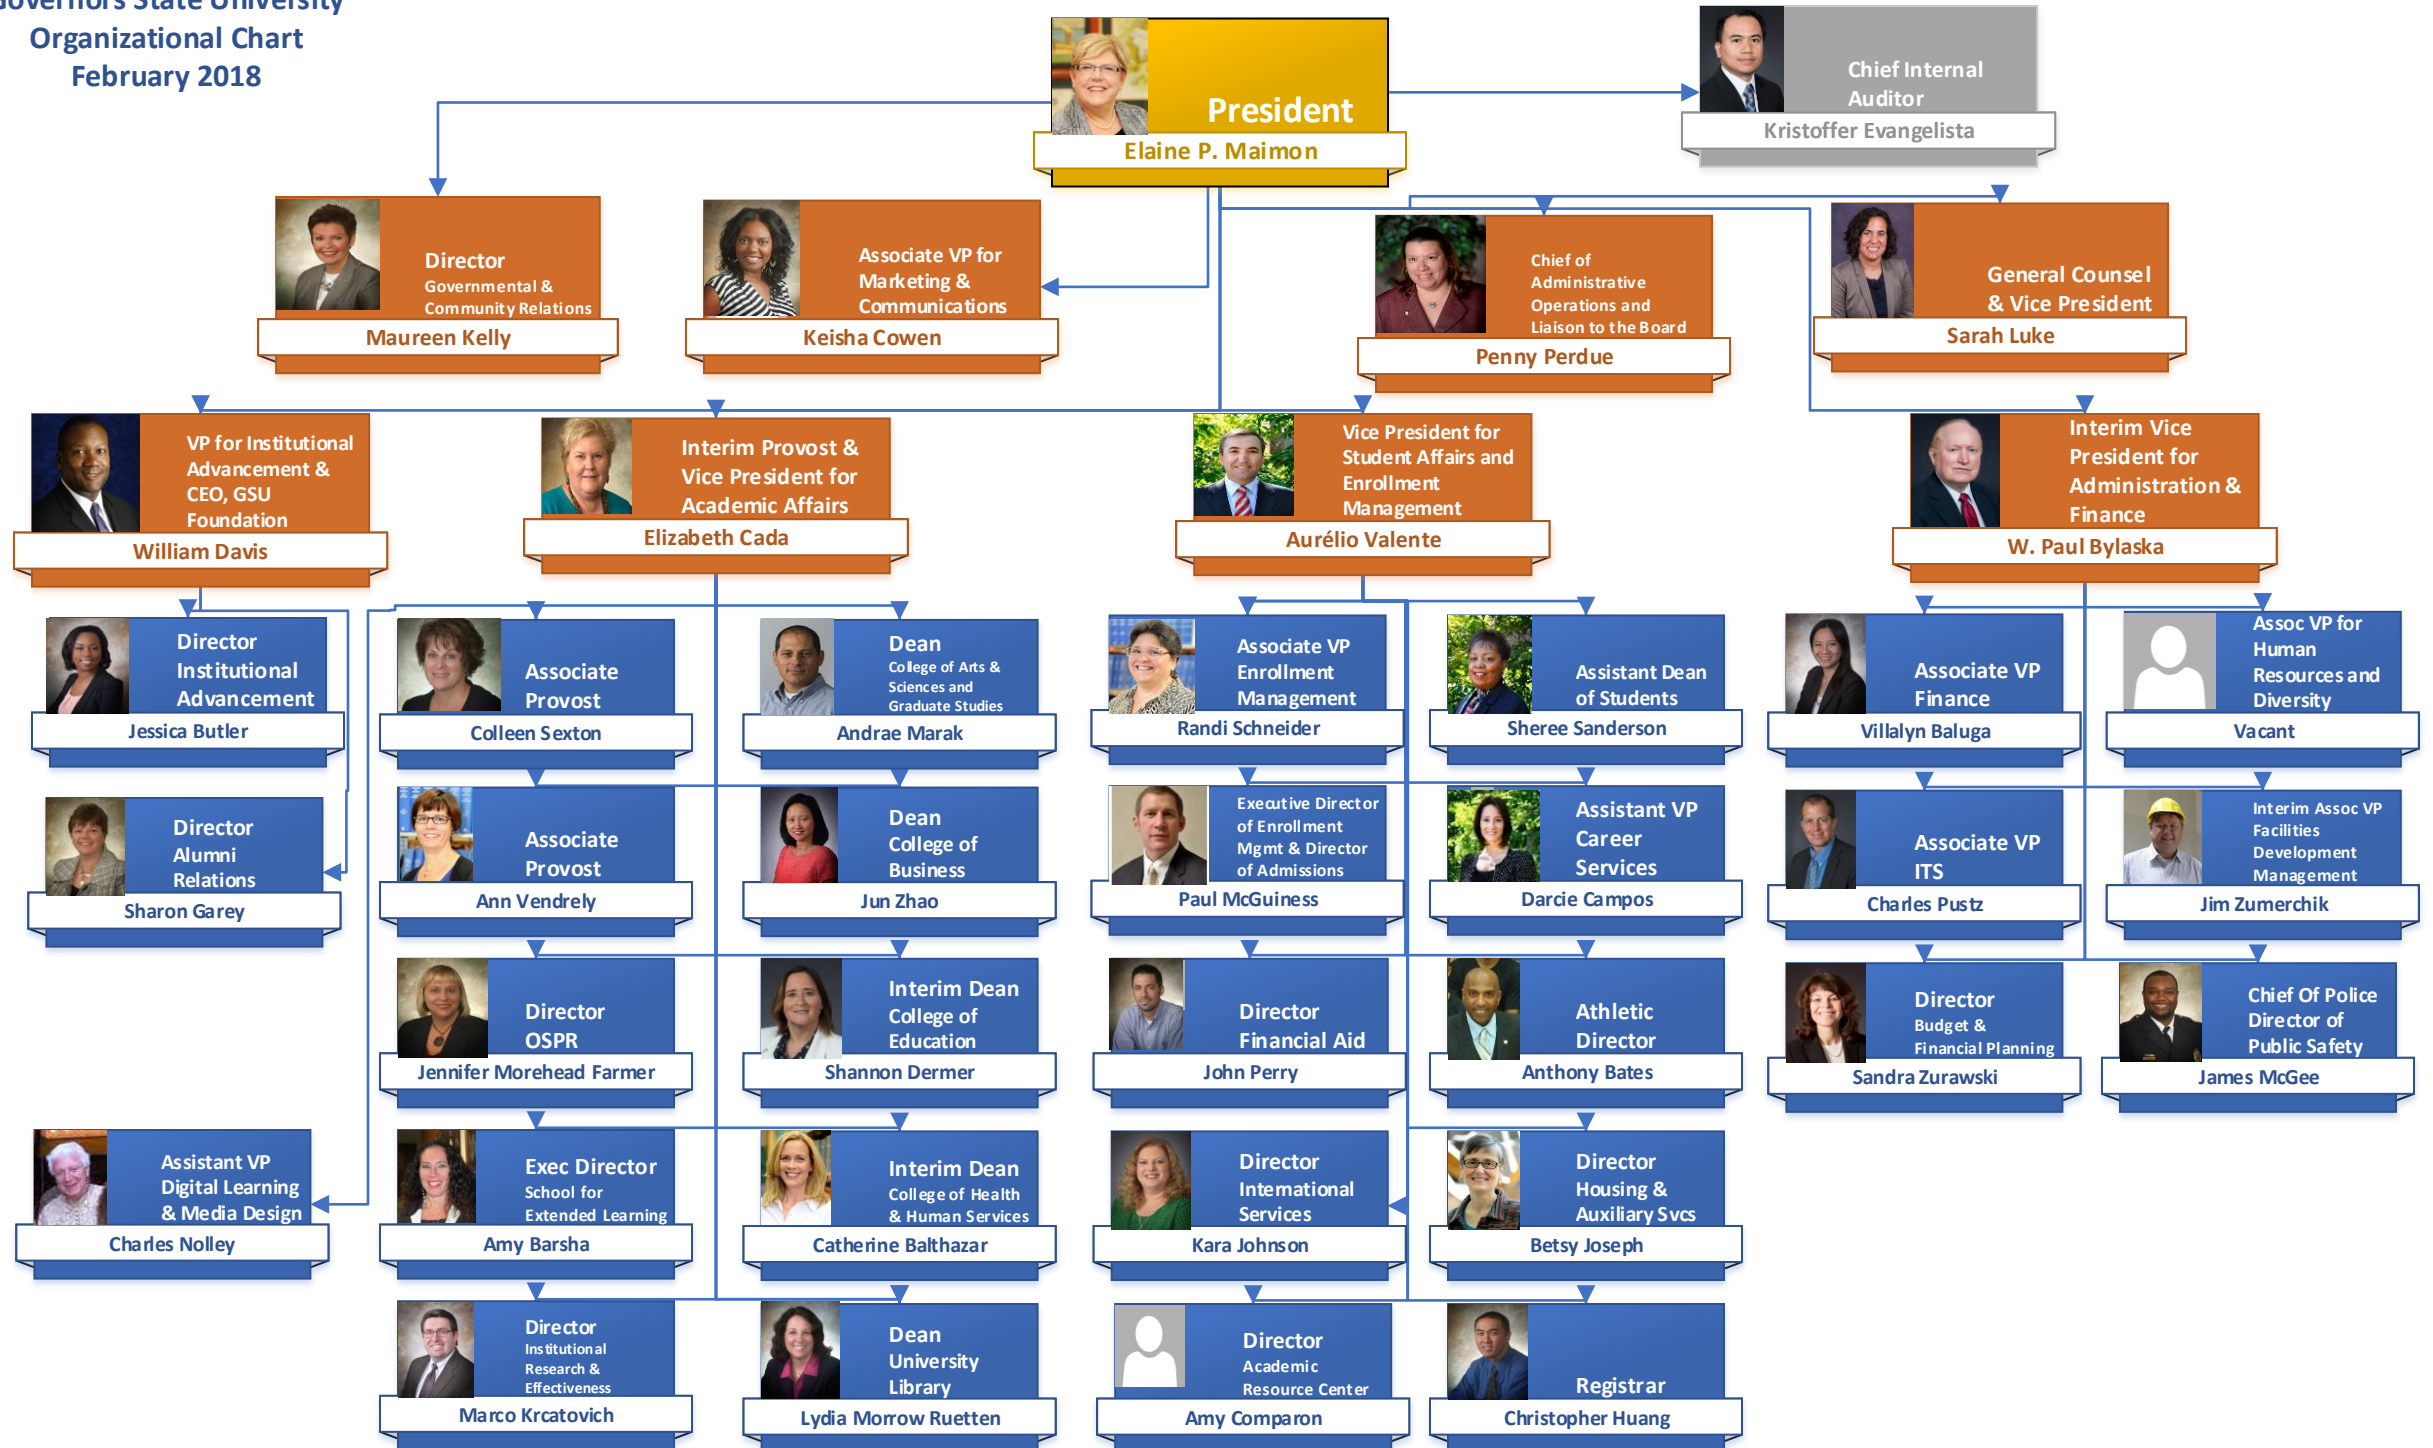 Governors State University
Organizational Chart
February 2018
President
Elaine P. Maimon
Chief Internal
Auditor
Kristoffer Evangelista
Director
Governmental &
Community Relations
Maureen Kelly
Associate VP for
Marketing &
Communications
Keisha Cowen
Chief of
Administrative
Operations and
Liaison to the Board
Penny Perdue
General Counsel
& Vice President
Sarah Luke
VP for Institutional
Advancement &
CEO, GSU
Foundation
William Davis
Interim Provost &
Vice President for
Academic Affairs
Elizabeth Cada
Vice President for
Student Affairs and
Enrollment
Management
Aurélio Valente
Interim Vice
President for
Administration &
Finance
W. Paul Bylaska
Director
Institutional
Advancement
Jessica Butler
Associate
Provost
Colleen Sexton
Dean
College of Arts &
Sciences and
Graduate Studies
Andrae Marak
Associate VP
Enrollment
Management
Randi Schneider
Assistant Dean
of Students
Sheree Sanderson
Associate VP
Finance
Villalyn Baluga
Assoc VP for
Human
Resources and
Diversity
Vacant
Director
Alumni
Relations
Sharon Garey
Associate
Provost
Ann Vendrely
Dean
College of
Business
Jun Zhao
Executive Director
of Enrollment
Mgmt & Director
of Admissions
Paul McGuiness
Assistant VP
Career
Services
Darcie Campos
Associate VP
ITS
Charles Pustz
Interim Assoc VP
Facilities
Development
Management
Jim Zumerchik
Director
OSPR
Jennifer Morehead Farmer
Interim Dean
College of
Education
Shannon Dermer
Director
Financial Aid
John Perry
Athletic
Director
Anthony Bates
Director
Budget &
Financial Planning
Sandra Zurawski
Chief Of Police
Director of
Public Safety
James McGee
Assistant VP
Digital Learning
& Media Design
Charles Nolley
Exec Director
School for
Extended Learning
Amy Barsha
Interim Dean
College of Health
& Human Services
Catherine Balthazar
Director
International
Services
Kara Johnson
Director
Housing &
Auxiliary Svcs
Betsy Joseph
Director
Institutional
Research &
Effectiveness
Marco Krcatovich
Dean
University
Library
Lydia Morrow Ruetten
Director
Academic
Resource Center
Amy Comparon
Registrar
Christopher Huang